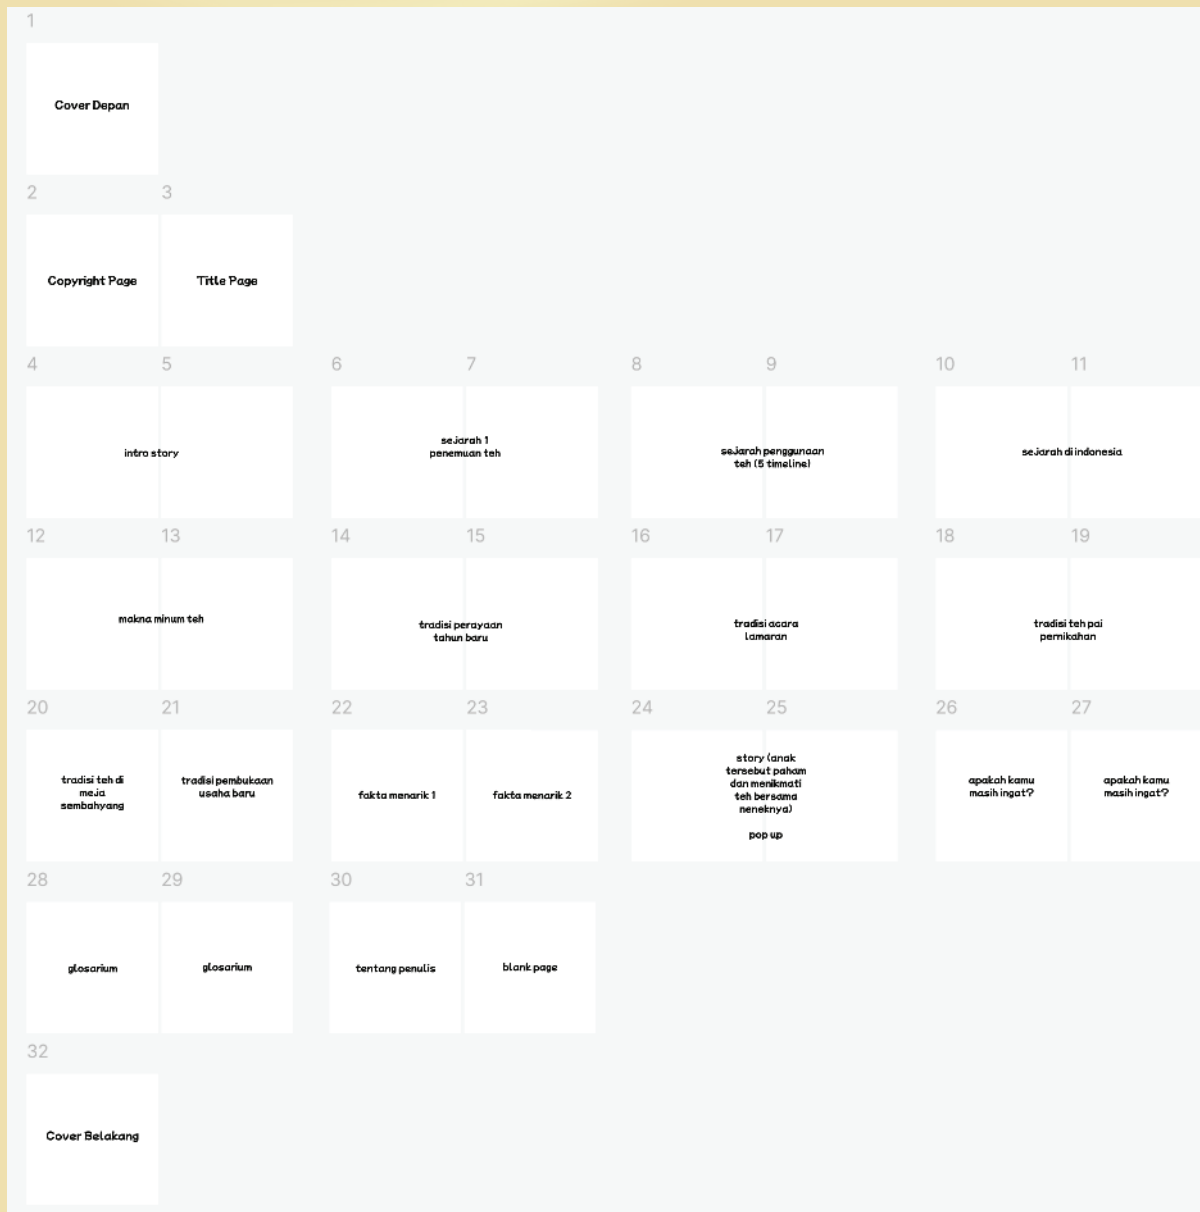 1
Cover Depan
2 3
Copyright Page Title Page
4 5 6 7 8 9 10 11
intro story
sejarah 1
penemuan teh
sejarah penggunaan
teh (5 timeline)
sejarah di indonesia
12 13 14 15 16 17 18 19
makna minum teh
tradisi perayaan
tahun baru
tradisi acara
lamaran
tradisi teh pai
pernikahan
20 21 22 23 24 25 26 27
tradisi teh di
meja
sembahyang
tradisi pembukaan
usaha baru
fakta menarik 1
fakta menarik 2
story (anak
tersebut paham
dan menikmati
teh bersama
neneknya)
pop up
apakah kamu
masih ingat?
apakah kamu
masih ingat?
28 29 30 31
glosarium
glosarium
tentang penulis
blank page
32
Cover Belakang